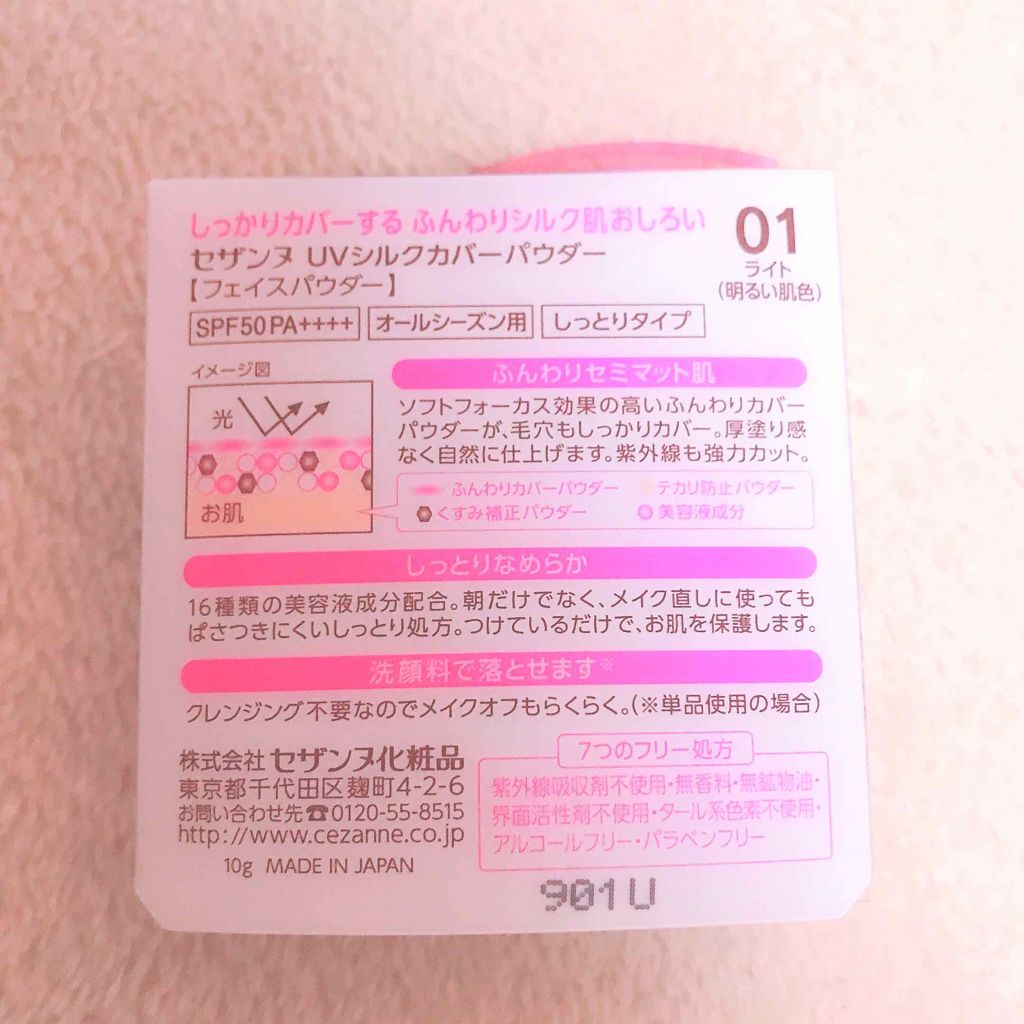 しっかりカバーする ふんわりシルク肌おしろい
セザンヌ UVシルクカバーパウダー
【フェイスパウダー】
01
ライト
(明るい肌色)
SPF50 PA++++ オールシーズン用 しっとりタイプ
イメージ図
光
お肌
ふんわりセミマット肌
ソフトフォーカス効果の高いふんわりカバー
パウダーが、毛穴もしっかりカバー。厚塗り感
なく自然に仕上げます。紫外線も強力カット。
ふんわりカバーパウダー テカリ防止パウダー
くすみ補正パウダー 美容液成分
しっとりなめらか
16種類の美容液成分配合。朝だけでなく、メイク直しに使っても
ぱさつきにくいしっとり処方。つけているだけで、お肌を保護します。
洗顔料で落とせます※
クレンジング不要なのでメイクオフもらくらく。(※単品使用の場合)
株式会社 セザンヌ化粧品
東京都千代田区麹町4-2-6
お問い合わせ先☎0120-55-8515
http://www.cezanne.co.jp
10g MADE IN JAPAN
7つのフリー処方
紫外線吸収剤不使用・無香料・無鉱物油・
界面活性剤不使用・タール系色素不使用・
アルコールフリー・パラベンフリー
901U